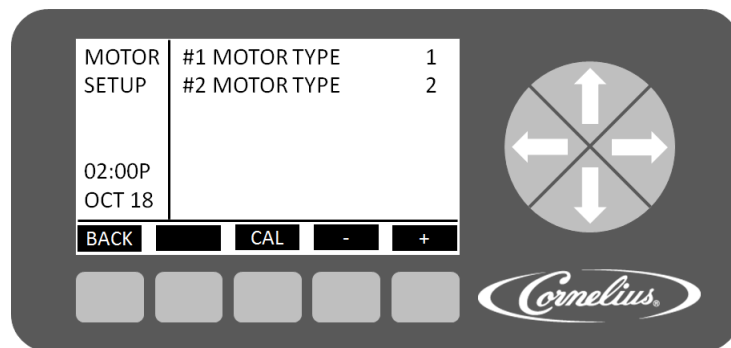 MOTOR SETUP
#1 MOTOR TYPE 1
#2 MOTOR TYPE 2
02:00P
OCT 18
BACK CAL - +
Cornelius®